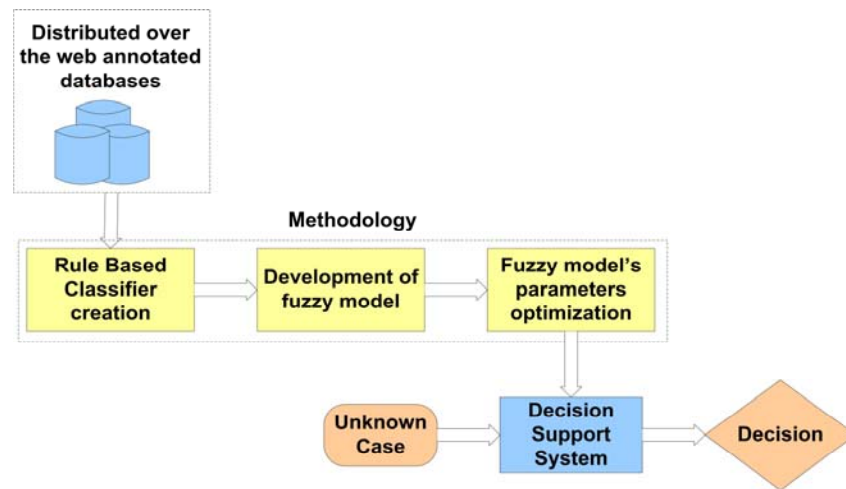 Distributed over
the web annotated
databases
Methodology
Rule Based
Classifier
creation
Development of
fuzzy model
Fuzzy model's
parameters
optimization
Unknown
Case
Decision
Support
System
Decision